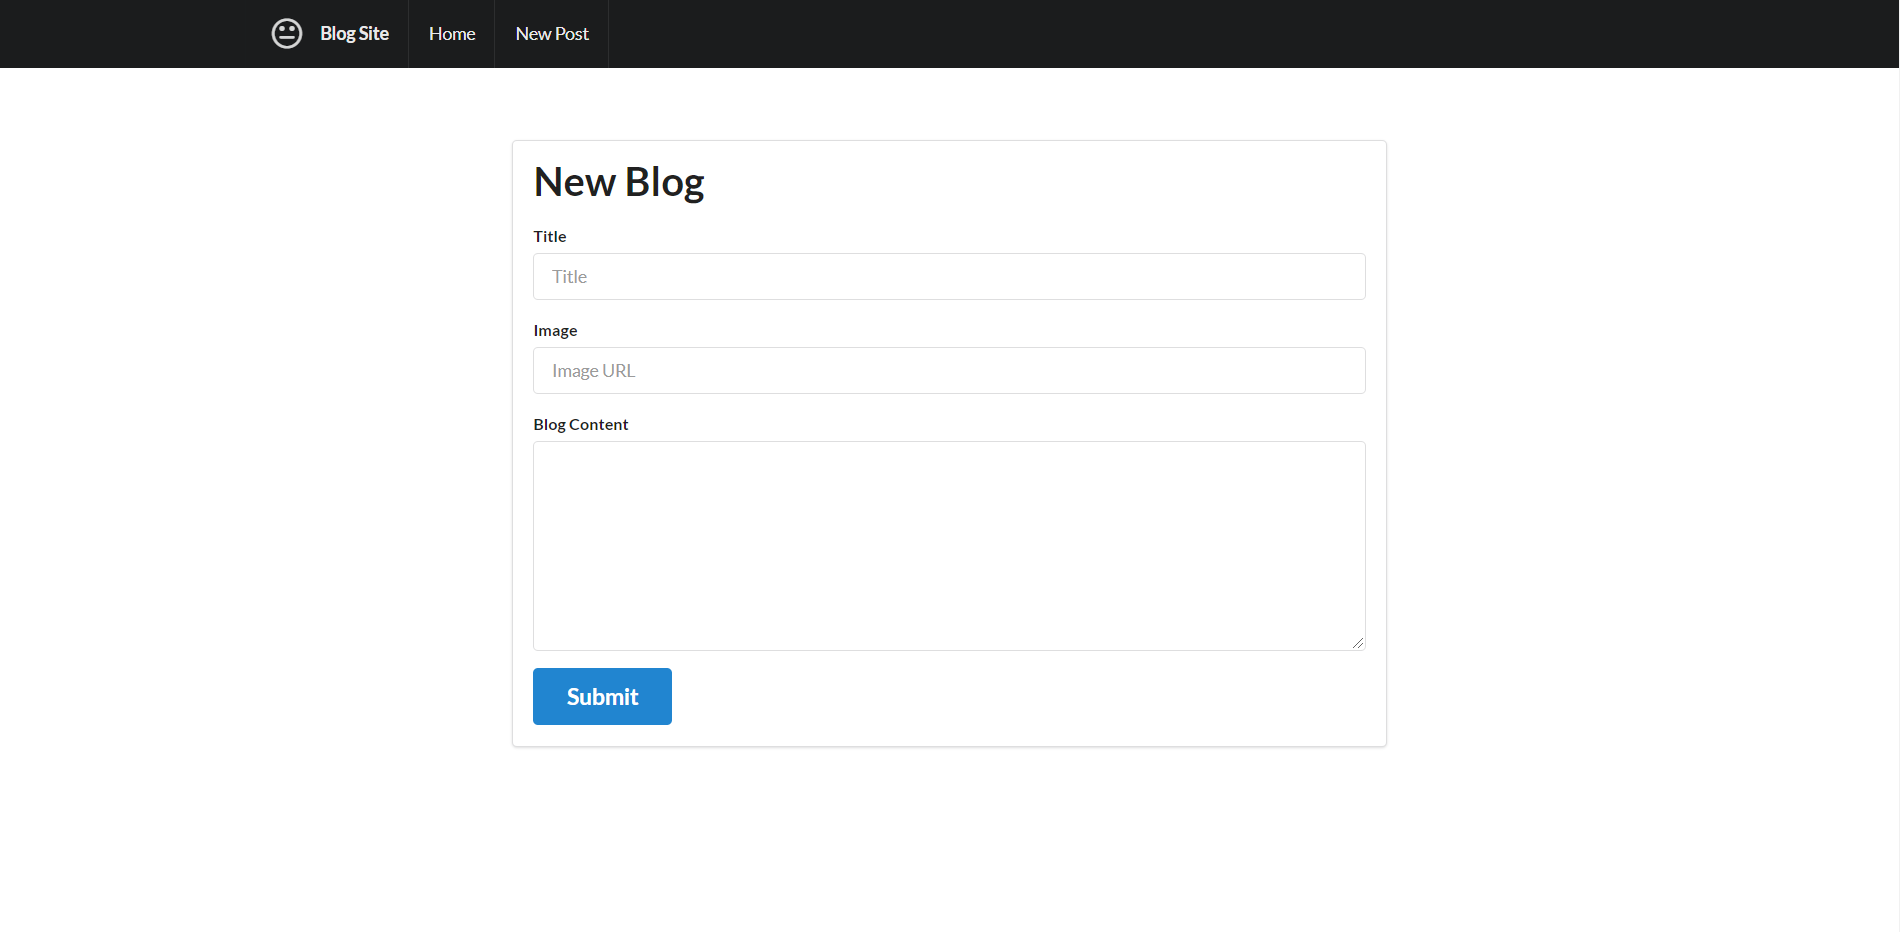 Blog Site Home New Post
New Blog
Title
Title
Image
Image URL
Blog Content
Submit